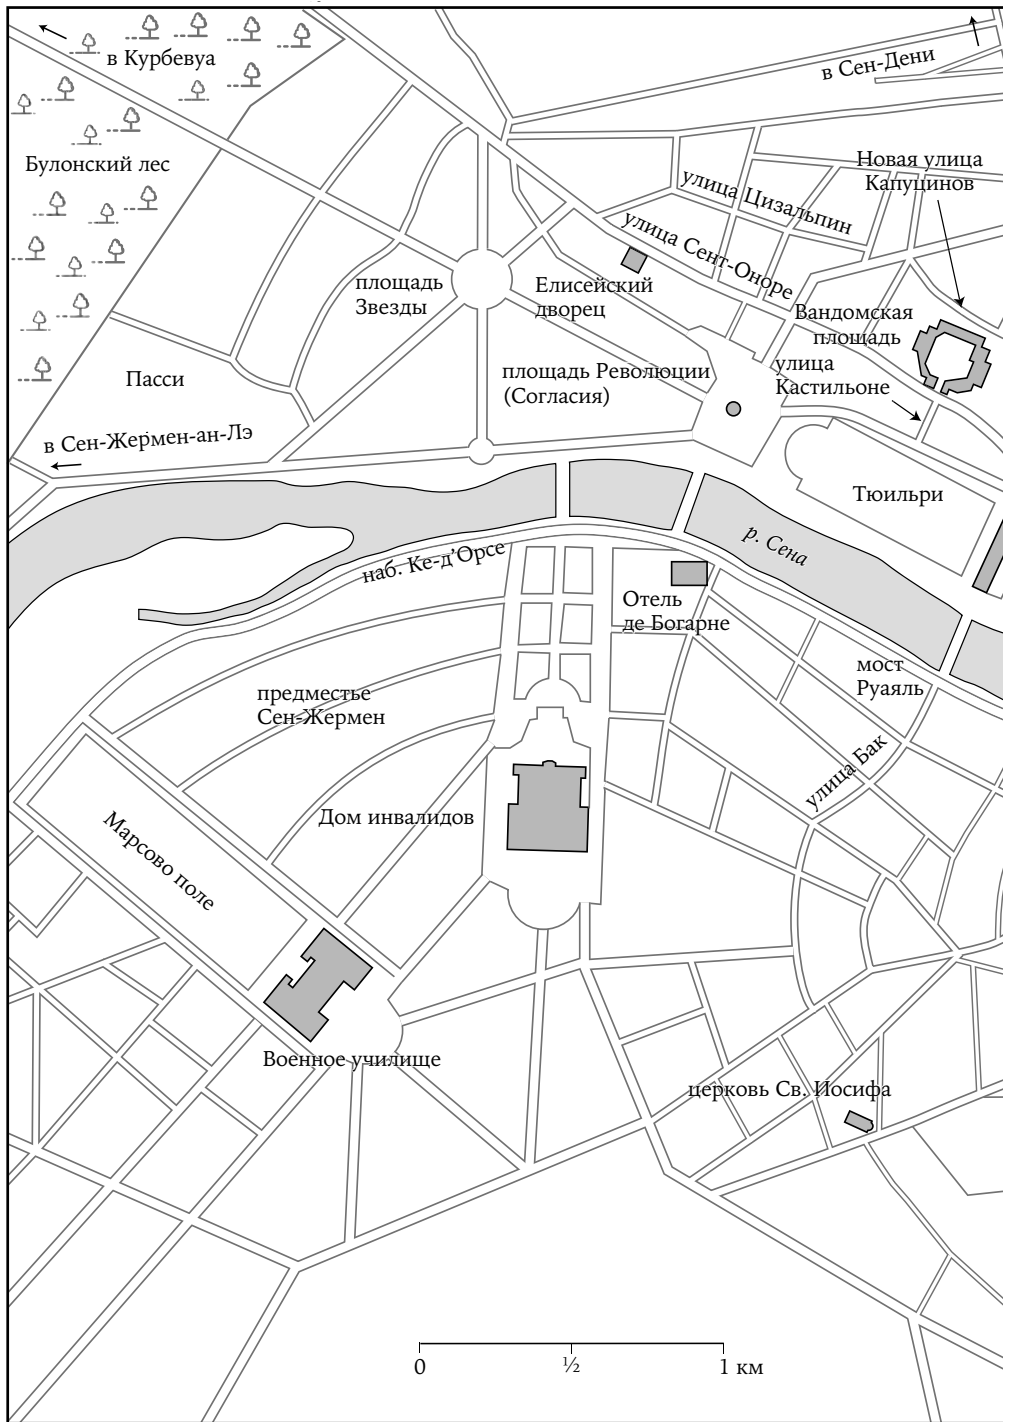 в Курбевуа
в Сен-Дени
Булонский лес
Новая улица
Капуцинов
улица Цизальпин
улица Сент-Оноре
площадь
Звезды
Елисейский
дворец
Вандомская
площадь
площадь Революции
(Согласия)
улица
Кастильоне
Пасси
в Сен-Жермен-ан-Лэ
Тюильри
р. Сена
наб. Ке-д’Орсе
Отель
де Богарне
мост
Руаяль
предместье
Сен-Жермен
улица Бак
Дом инвалидов
Марсово поле
Военное училище
церковь Св. Иосифа
0 ½ 1 км